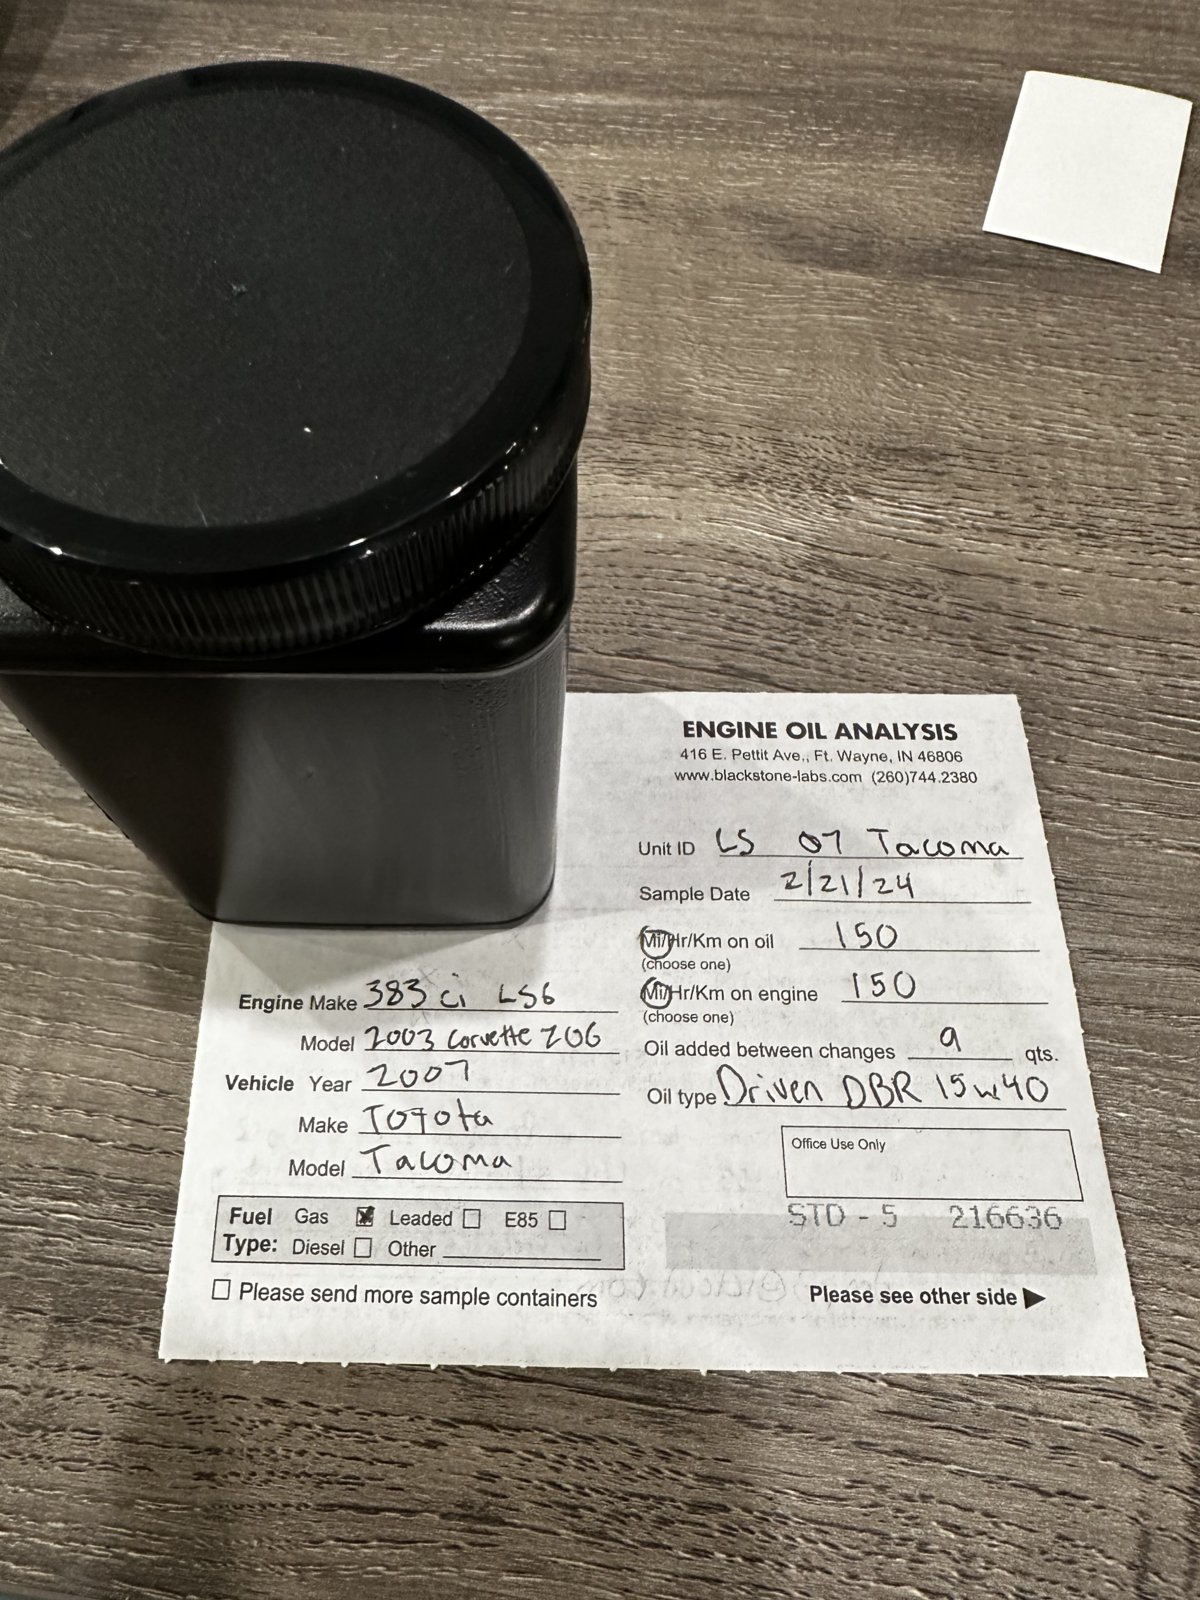 ENGINE OIL ANALYSIS
416 E. Pettit Ave., Ft. Wayne, IN 46806
www.blackstone-labs.com (260)744.2380
Unit ID LS 07 Tacoma
Sample Date 2/21/24
Mi/Hr/Km on oil 150
(choose one)
Mi/Hr/Km on engine 150
(choose one)
Oil added between changes 9 qts.
Oil type Driven DBR 15w40
Office Use Only
STD - 5 216636
Please see other side ▶
Engine Make 383 ci LS6
Model 2003 Corvette Z06
Vehicle Year 2007
Make Toyota
Model Tacoma
Fuel Gas Leaded E85
Type: Diesel Other
Please send more sample containers